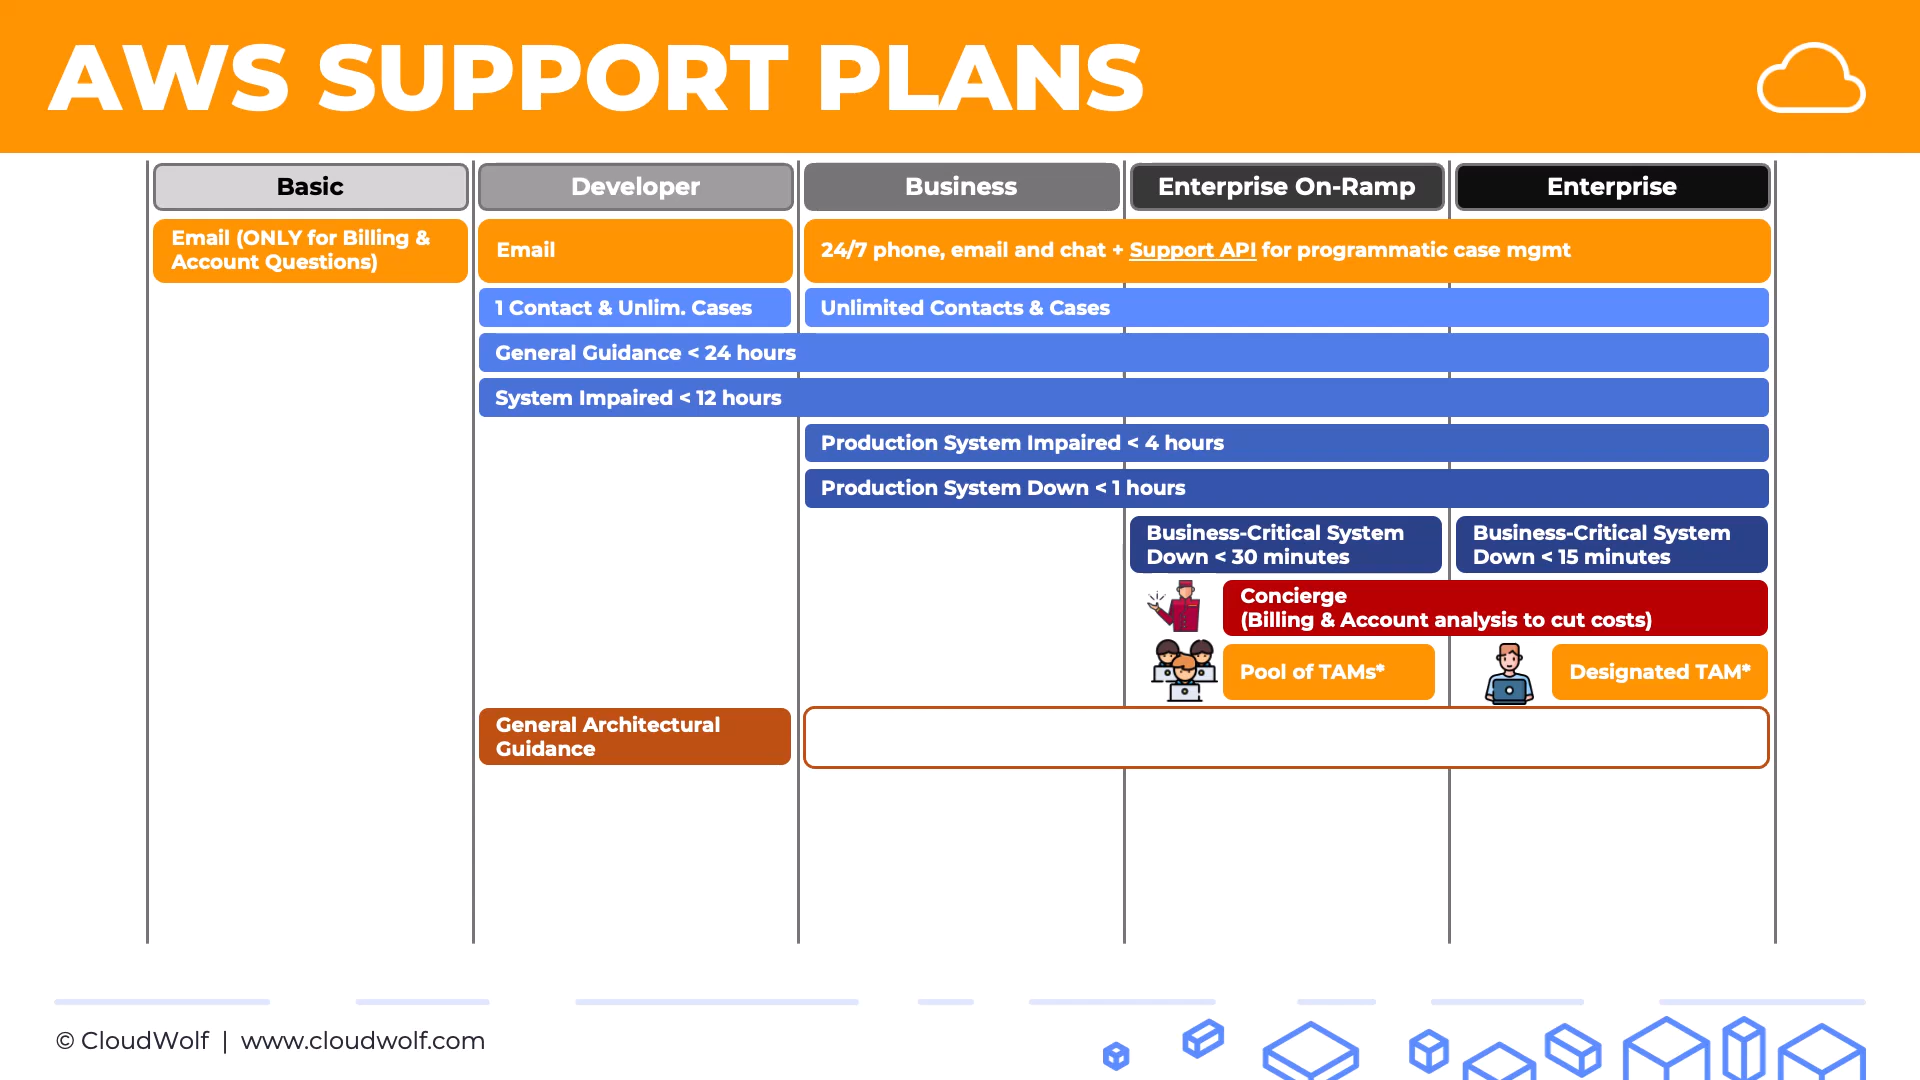 AWS SUPPORT PLANS
Basic
Developer
Business
Enterprise On-Ramp
Enterprise
Email (ONLY for Billing &
Account Questions)
Email
24/7 phone, email and chat + Support API for programmatic case mgmt
1 Contact & Unlim. Cases
Unlimited Contacts & Cases
General Guidance < 24 hours
System Impaired < 12 hours
Production System Impaired < 4 hours
Production System Down < 1 hours
Business-Critical System
Down < 30 minutes
Business-Critical System
Down < 15 minutes
Concierge
(Billing & Account analysis to cut costs)
Pool of TAMs*
Designated TAM*
General Architectural
Guidance
© CloudWolf | www.cloudwolf.com